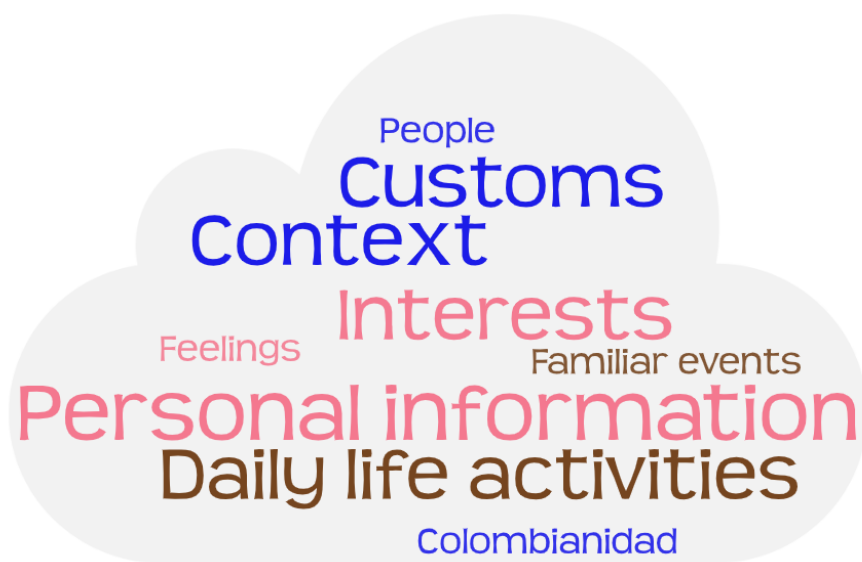 People
Customs
Context
Interests
Feelings
Familiar events
Personal information
Daily life activities
Colombianidad